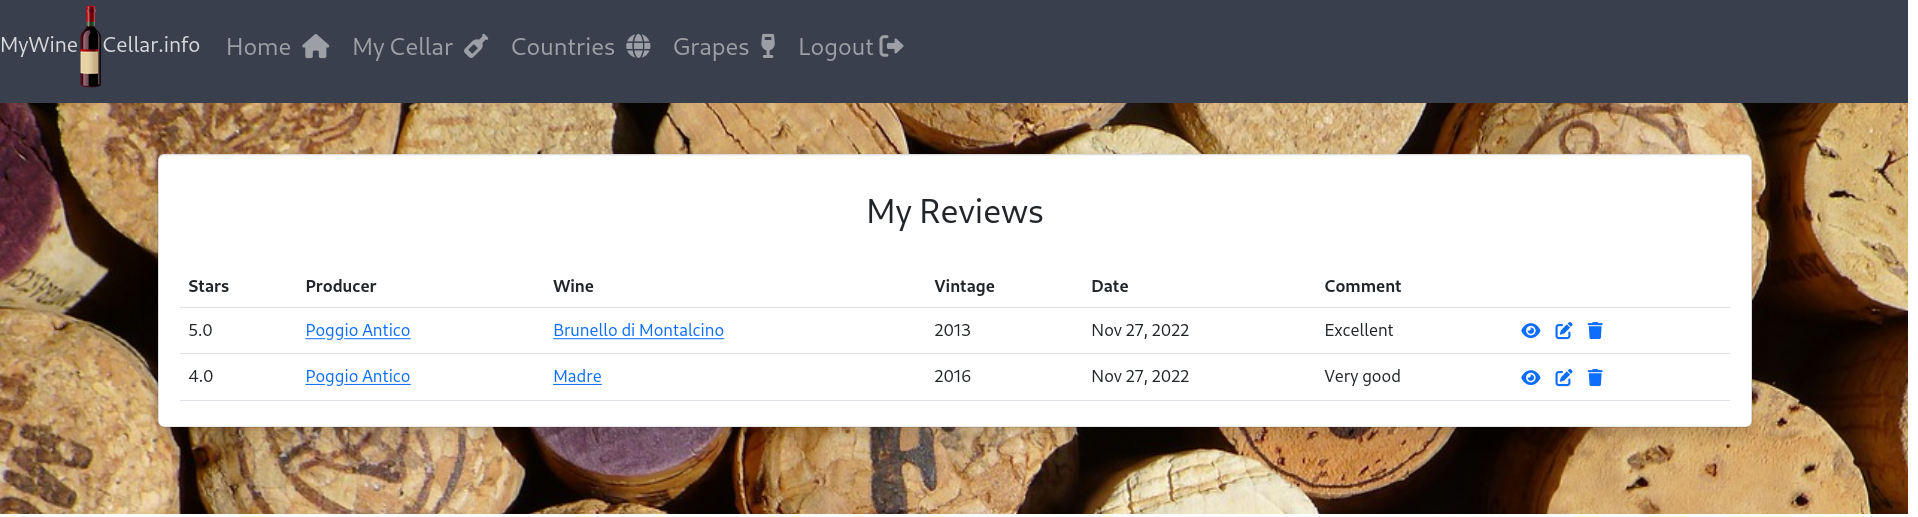 MyWine Cellar.info Home My Cellar Countries Grapes Logout
My Reviews
Stars Producer Wine Vintage Date Comment
5.0 Poggio Antico Brunello di Montalcino 2013 Nov 27, 2022 Excellent
4.0 Poggio Antico Madre 2016 Nov 27, 2022 Very good